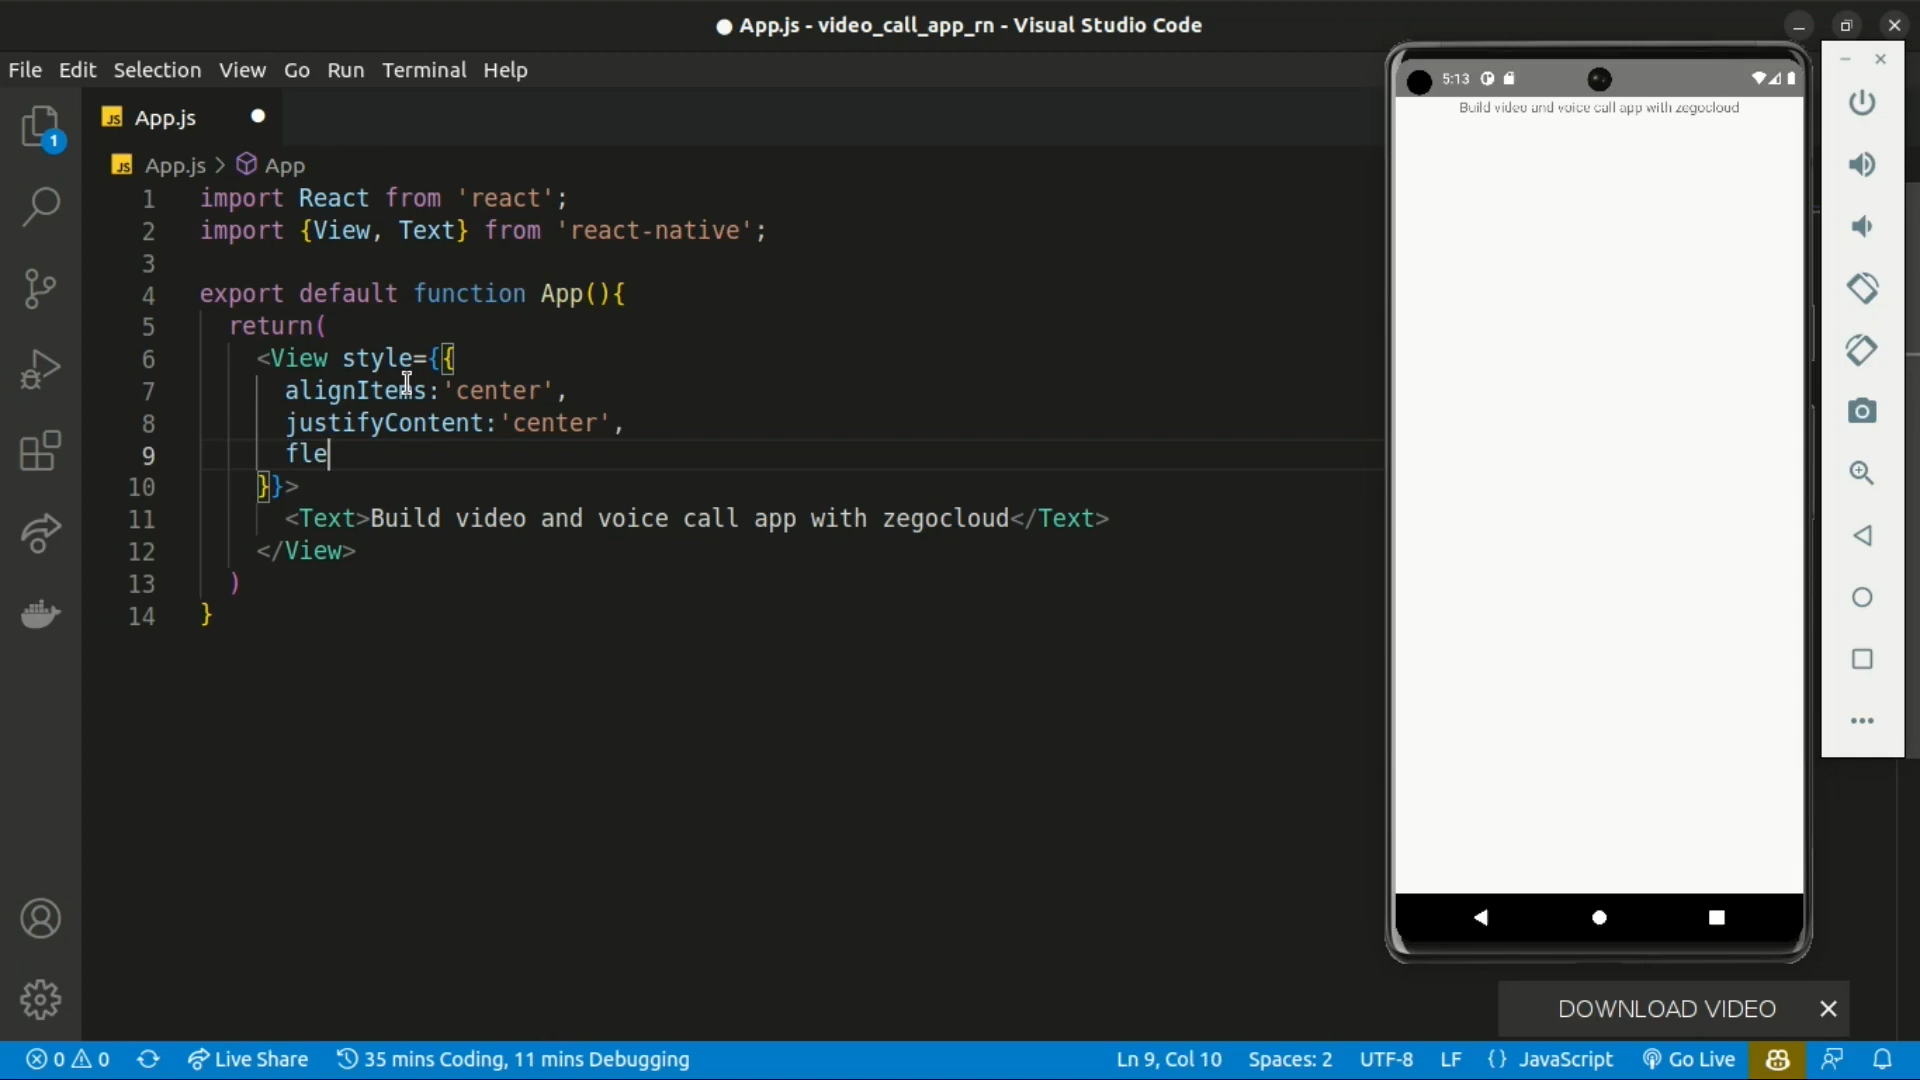 App.js - video_call_app_rn - Visual Studio Code
File Edit Selection View Go Run Terminal Help
JS App.js
JS App.js > App
1 import React from 'react';
2 import {View, Text} from 'react-native';
3
4 export default function App(){
5 return(
6 <View style={{
7 alignItems:'center',
8 justifyContent:'center',
9 fle
10 }}>
11 <Text>Build video and voice call app with zegocloud</Text>
12 </View>
13 )
14 }
1
5:13
Build video and voice call app with zegocloud
DOWNLOAD VIDEO
0 0 Live Share 35 mins Coding, 11 mins Debugging Ln 9, Col 10 Spaces: 2 UTF-8 LF {} JavaScript Go Live